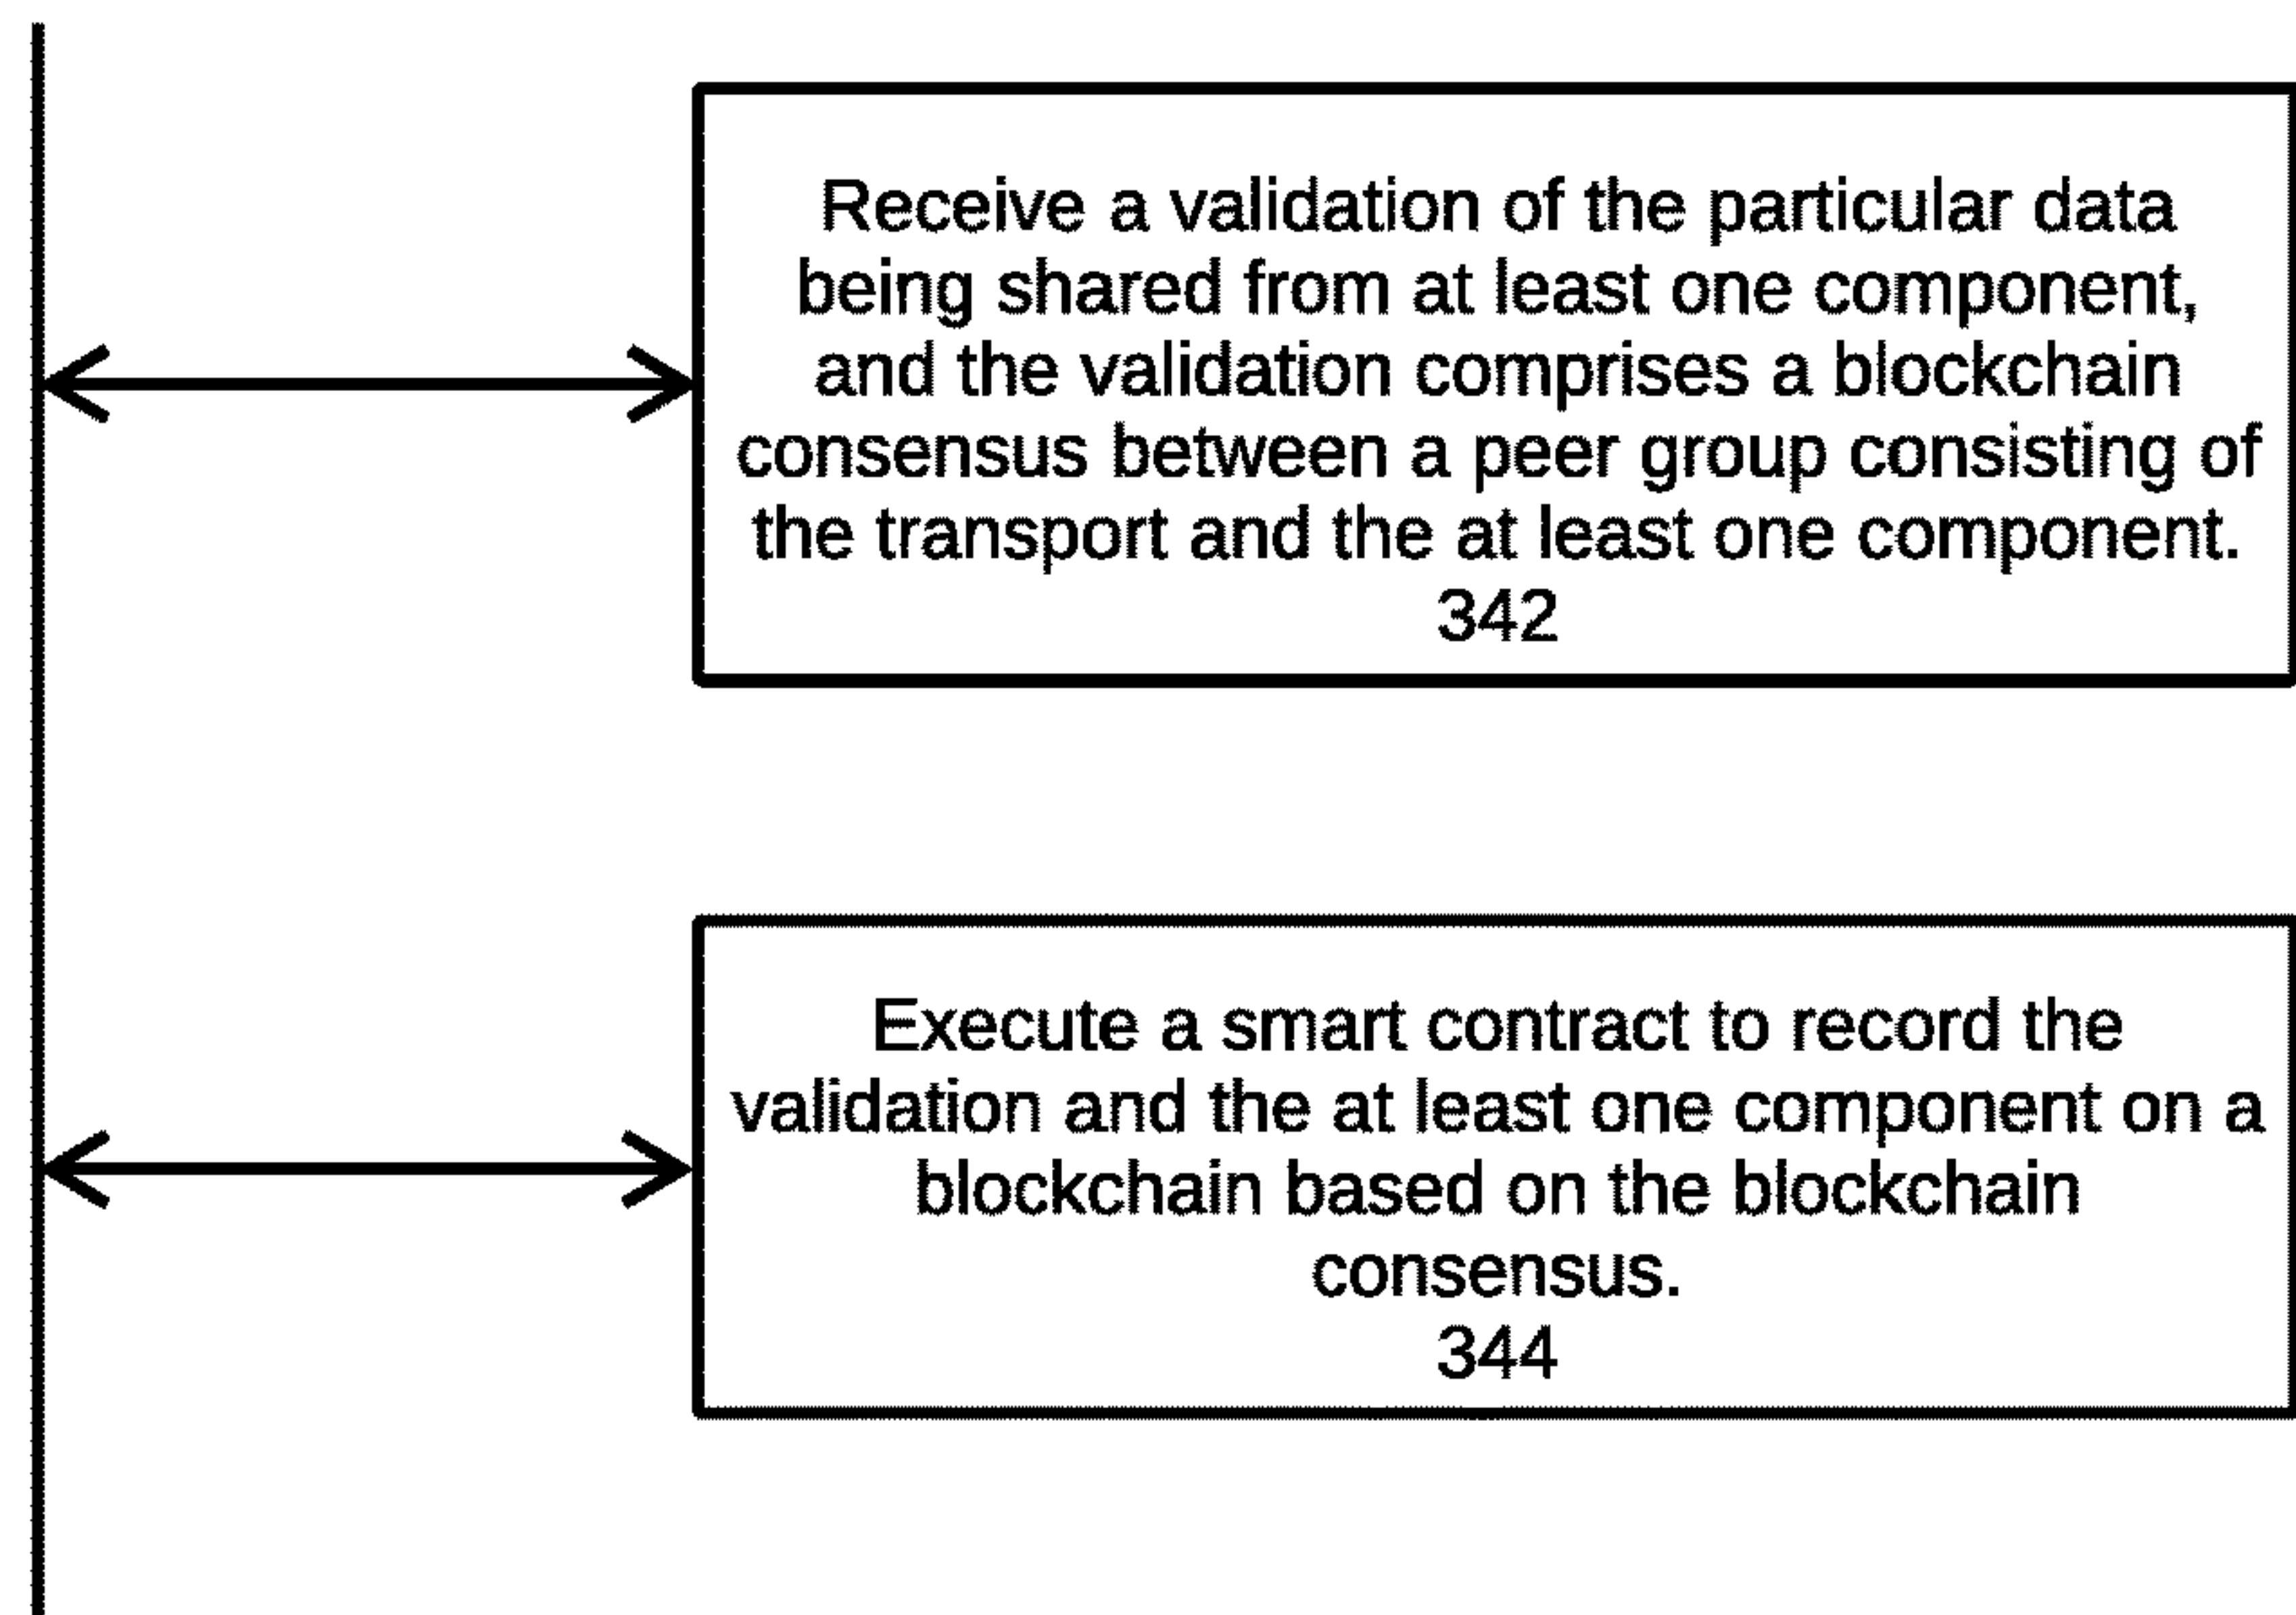 Receive a validation of the particular data
being shared from at least one component,
and the validation comprises a blockchain
consensus between a peer group consisting of
the transport and the at least one component.
342
Execute a smart contract to record the
validation and the at least one component on a
blockchain based on the blockchain
consensus.
344